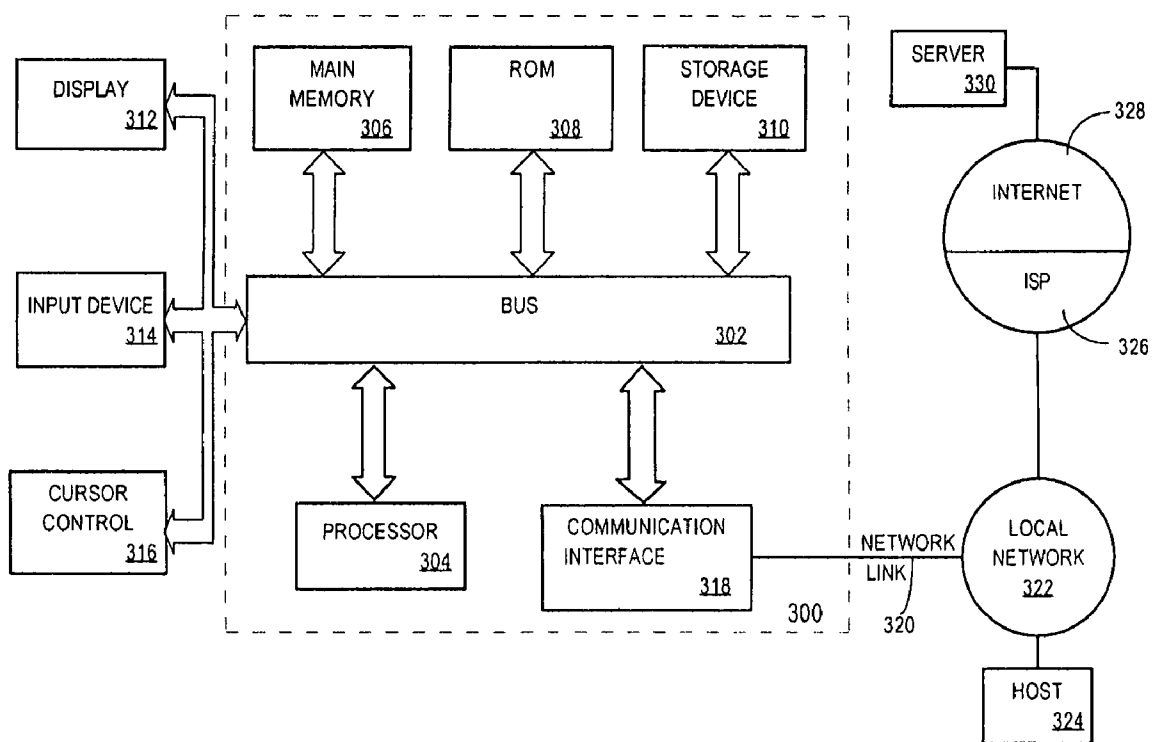 DISPLAY
312
INPUT DEVICE
314
CURSOR
CONTROL
316
MAIN
MEMORY
306
ROM
308
STORAGE
DEVICE
310
BUS
302
PROCESSOR
304
COMMUNICATION
INTERFACE
318
300
NETWORK
LINK
320
SERVER
330
328
INTERNET
ISP
326
LOCAL
NETWORK
322
HOST
324